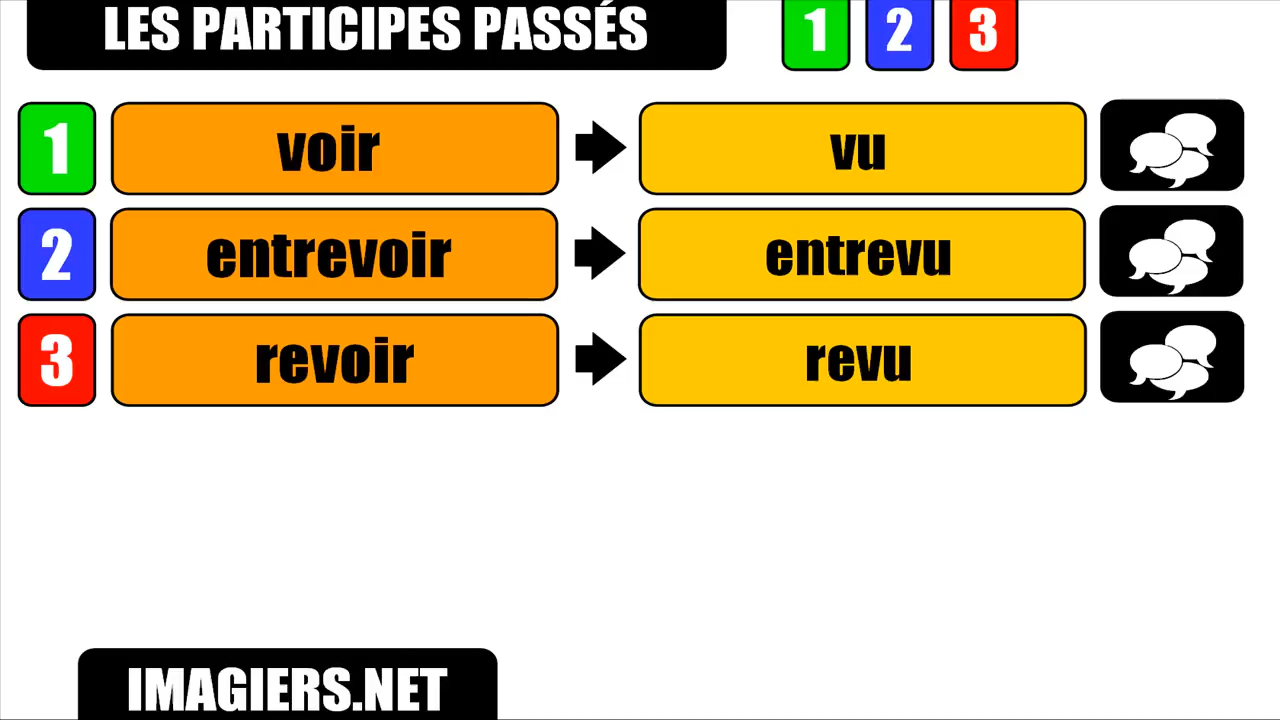 LES PARTICIPES PASSÉS 1 2 3
1 voir vu
2 entrevoir entrevu
3 revoir revu
IMAGIERS.NET